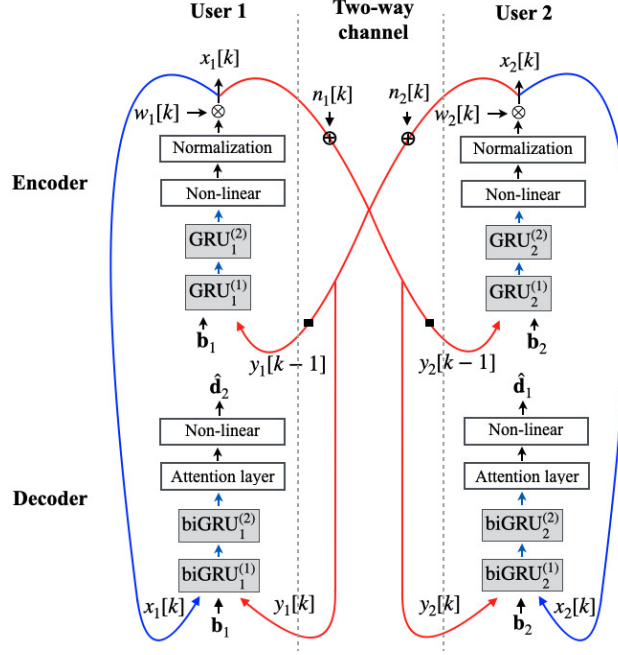 User 1
Two-way
channel
User 2
x₁[k]
x₂[k]
n₁[k]
n₂[k]
w₁[k]
⊗
w₂[k]
⊗
⊕
⊕
Normalization
Normalization
Encoder
Non-linear
Non-linear
GRU₁⁽²⁾
GRU₂⁽²⁾
GRU₁⁽¹⁾
GRU₂⁽¹⁾
b₁
b₂
y₁[k − 1]
y₂[k − 1]
d̂₂
d̂₁
Non-linear
Non-linear
Attention layer
Attention layer
Decoder
biGRU₁⁽²⁾
biGRU₂⁽²⁾
biGRU₁⁽¹⁾
biGRU₂⁽¹⁾
x₁[k]
y₁[k]
y₂[k]
x₂[k]
b₁
b₂